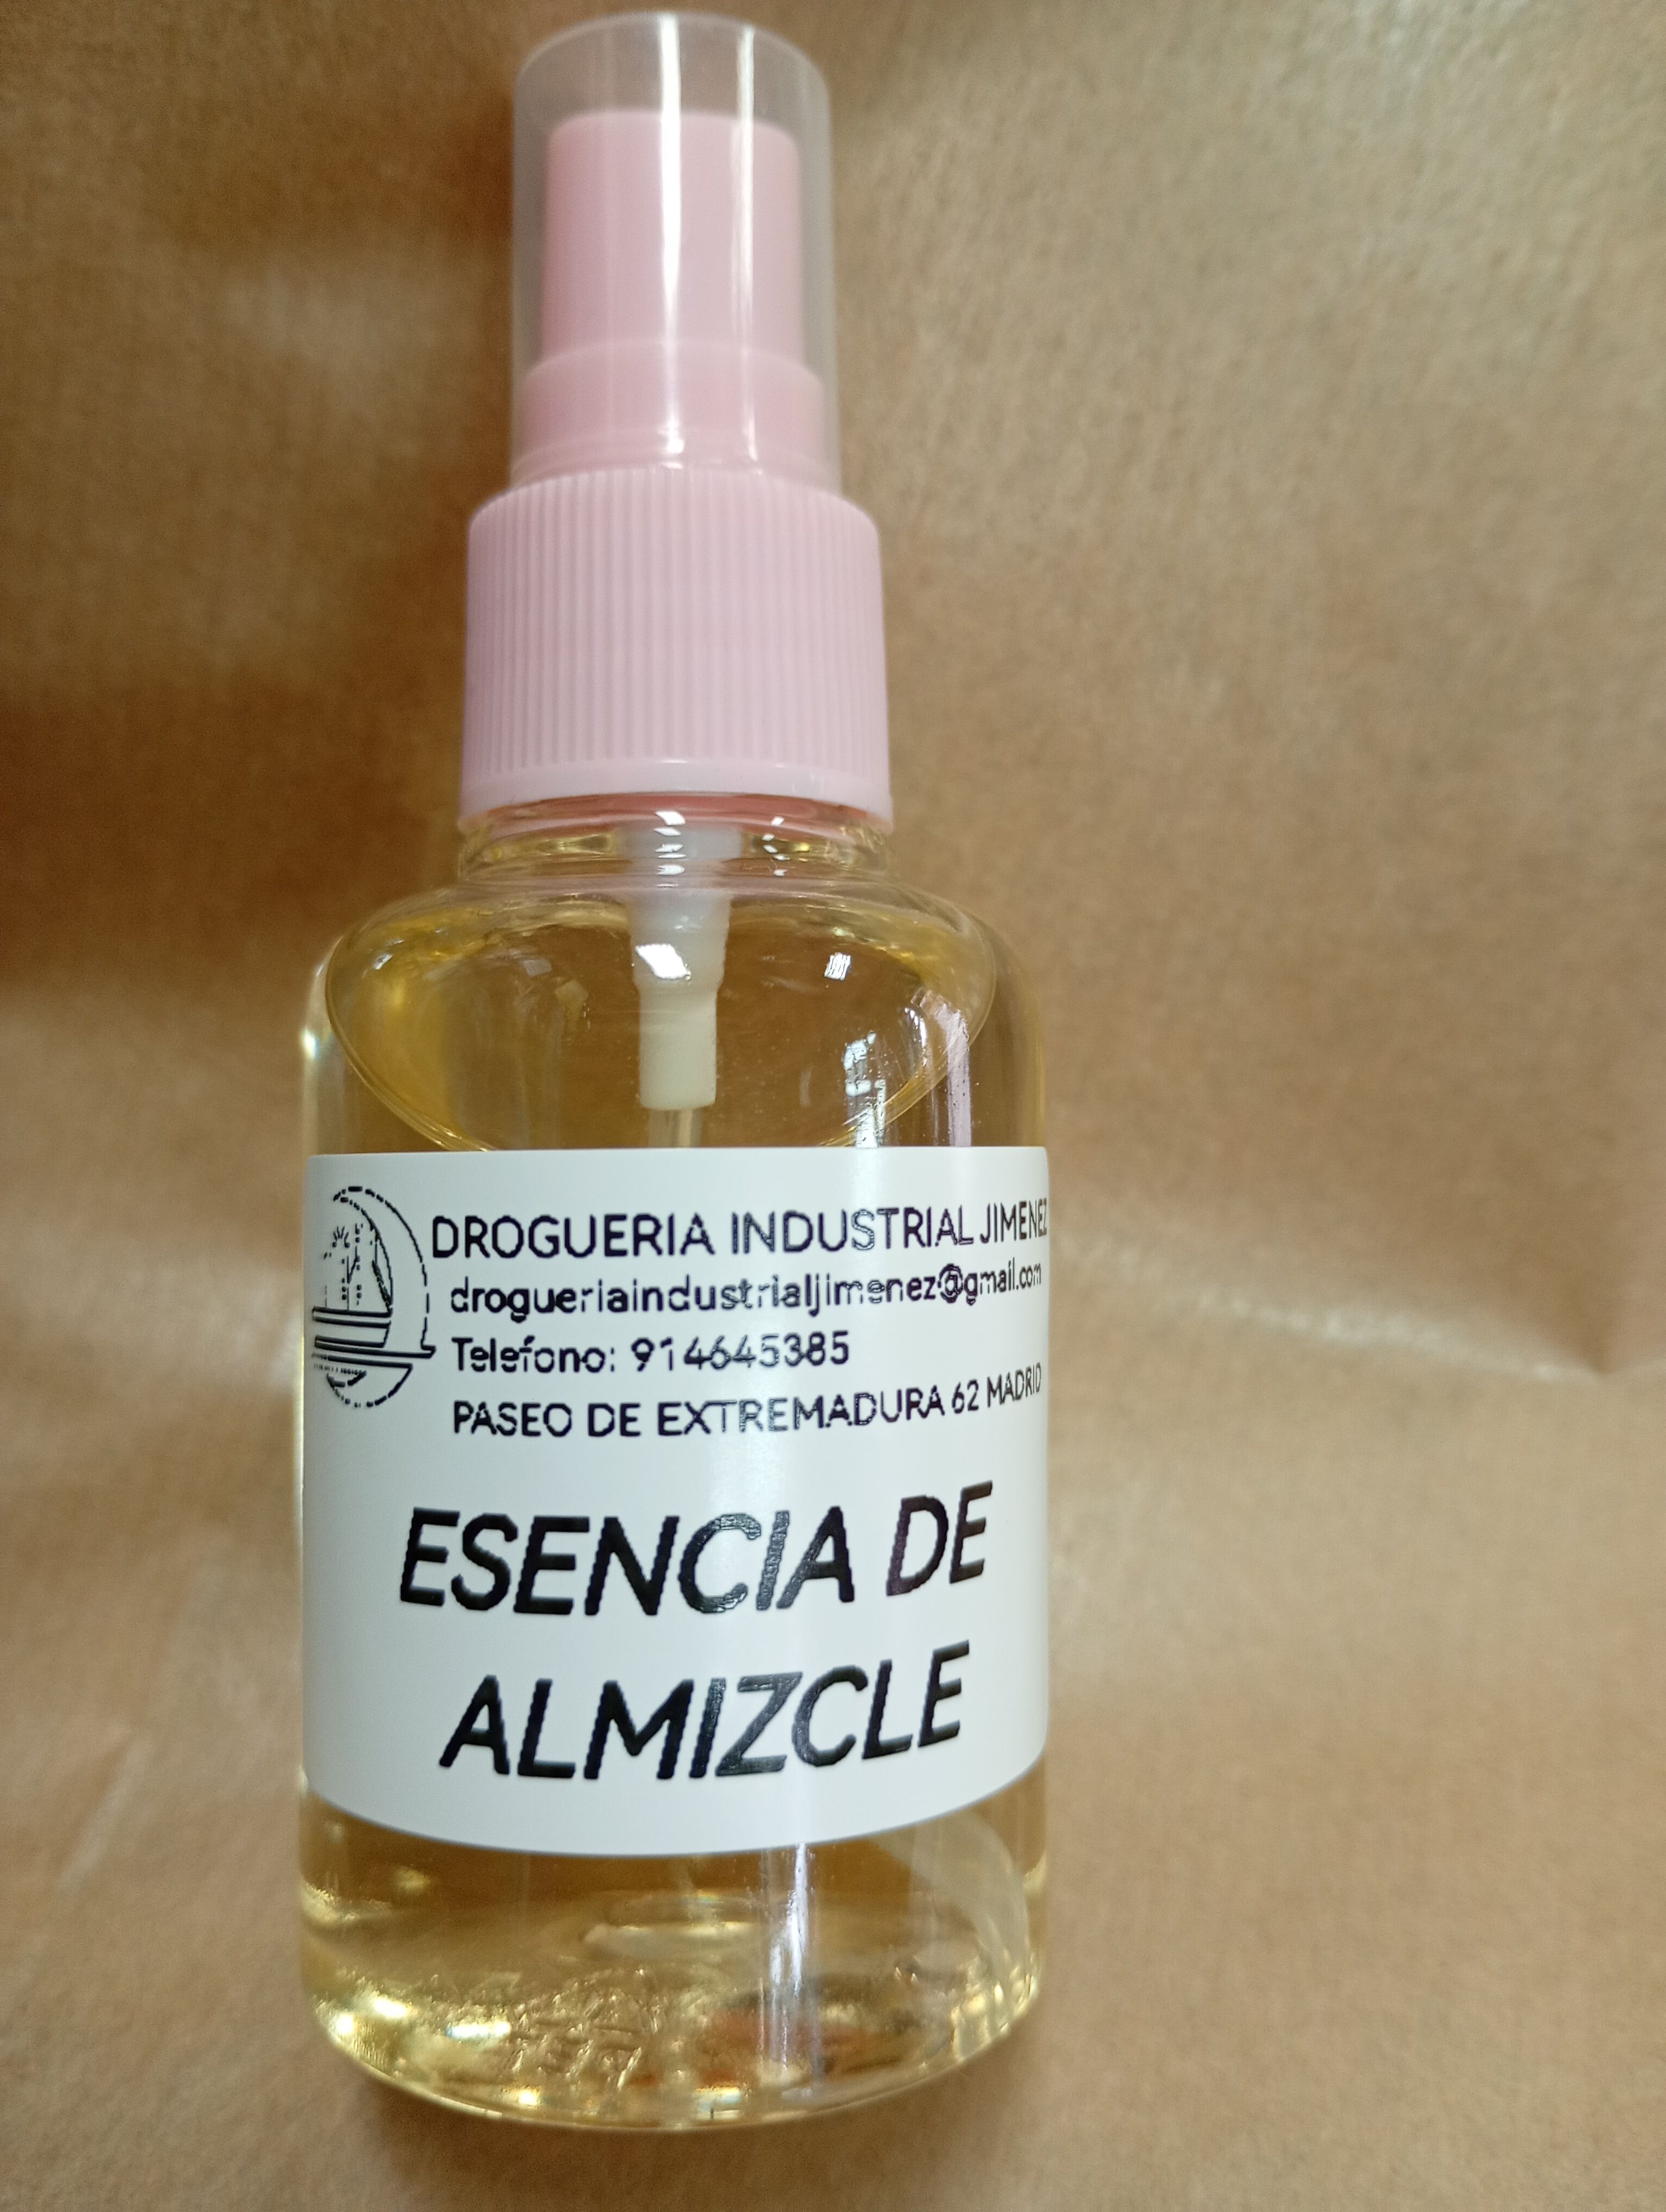 DROGUERIA INDUSTRIAL JIMENEZ
drogueriaindustrialjimenez@gmail.com
Telefono: 914645385
PASEO DE EXTREMADURA 62 MADRID
ESENCIA DE
ALMIZCLE